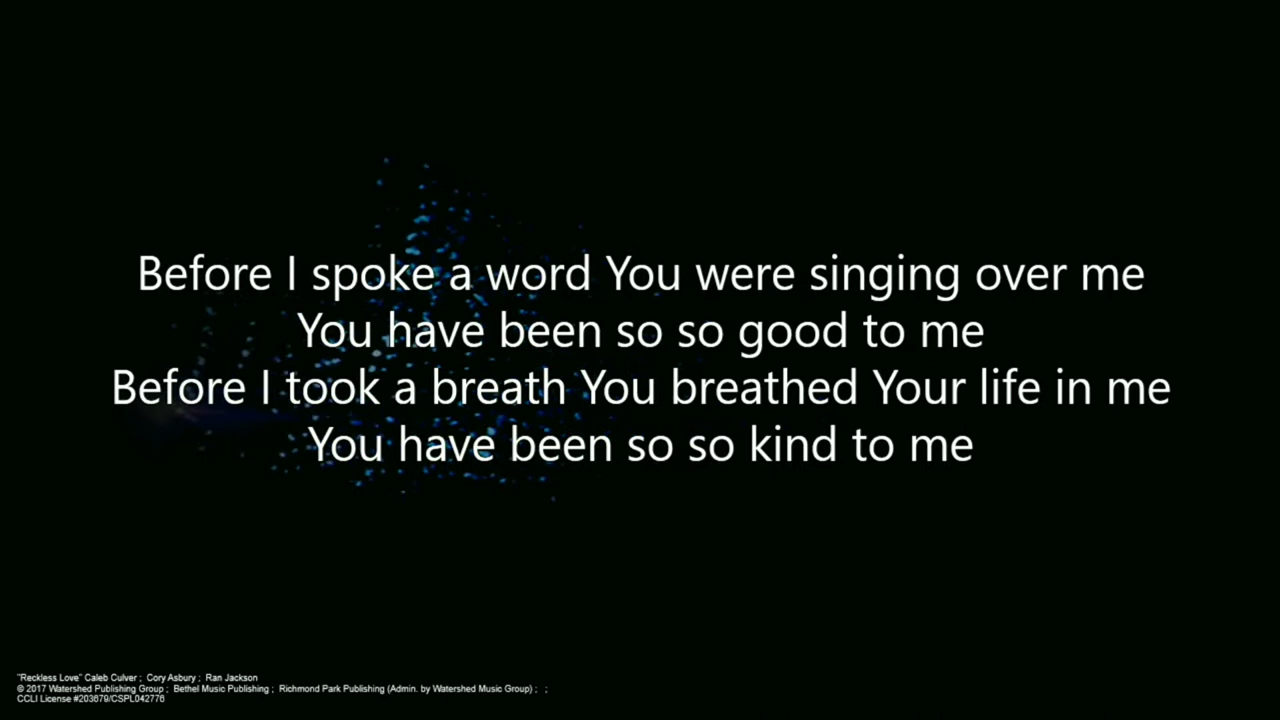 Before I spoke a word You were singing over me
You have been so so good to me
Before I took a breath You breathed Your life in me
You have been so so kind to me
"Reckless Love" Caleb Culver ; Cory Asbury ; Ran Jackson
© 2017 Watershed Publishing Group ; Bethel Music Publishing ; Richmond Park Publishing (Admin. by Watershed Music Group) ; ;
CCLI License #203679/CSPL042776